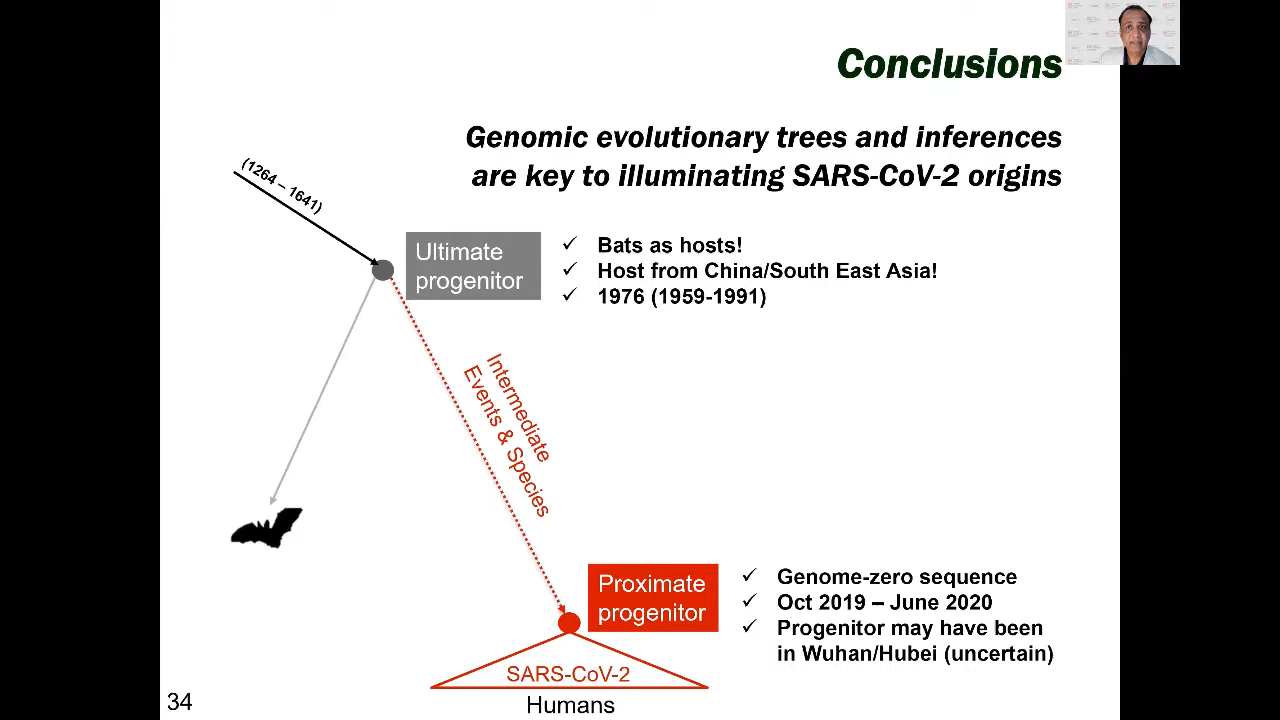 Conclusions
Genomic evolutionary trees and inferences
are key to illuminating SARS-CoV-2 origins
(1264 – 1641)
Ultimate
progenitor
✓ Bats as hosts!
✓ Host from China/South East Asia!
✓ 1976 (1959-1991)
Intermediate
Events & Species
Proximate
progenitor
✓ Genome-zero sequence
✓ Oct 2019 – June 2020
✓ Progenitor may have been
in Wuhan/Hubei (uncertain)
SARS-CoV-2
Humans
34